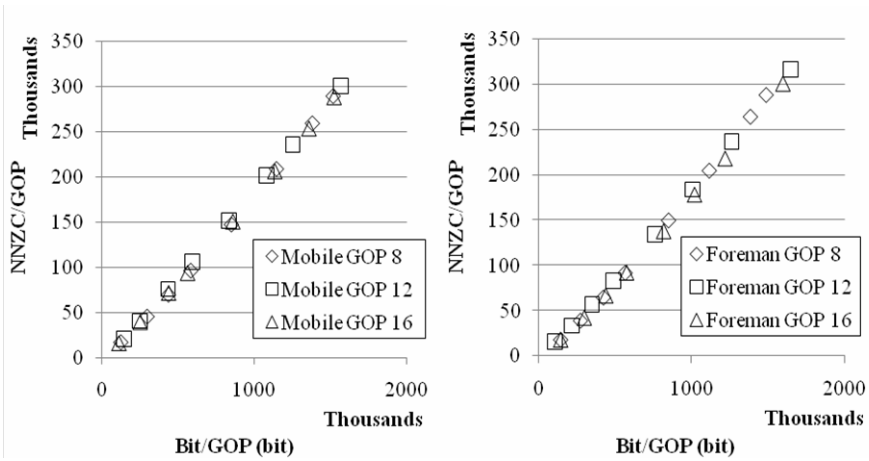 Thousands
NNZC/GOP
350
300
250
200
150
100
50
0
0
1000
2000
Thousands
Bit/GOP (bit)
Mobile GOP 8
Mobile GOP 12
Mobile GOP 16
Thousands
NNZC/GOP
350
300
250
200
150
100
50
0
0
1000
2000
Thousands
Bit/GOP (bit)
Foreman GOP 8
Foreman GOP 12
Foreman GOP 16